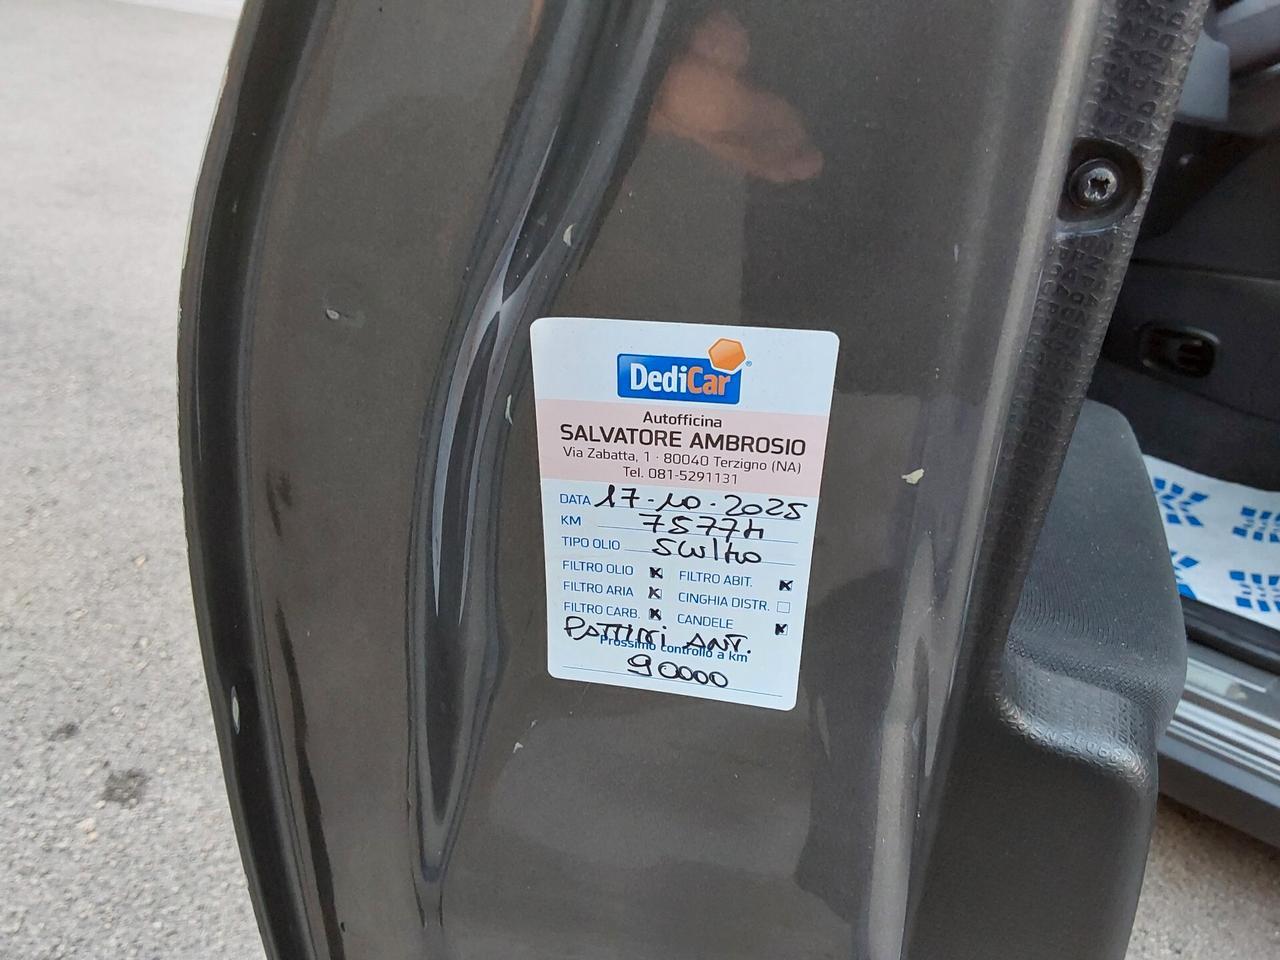 DediCar®
Autofficina
SALVATORE AMBROSIO
Via Zabatta, 1 · 80040 Terzigno (NA)
Tel. 081-5291131
DATA 17-10-2025
KM 75774
TIPO OLIO 5W/40
FILTRO OLIO x FILTRO ABIT. x
FILTRO ARIA x CINGHIA DISTR.
FILTRO CARB. x CANDELE x
PATTINI ANT.
Prossimo controllo a km
90000